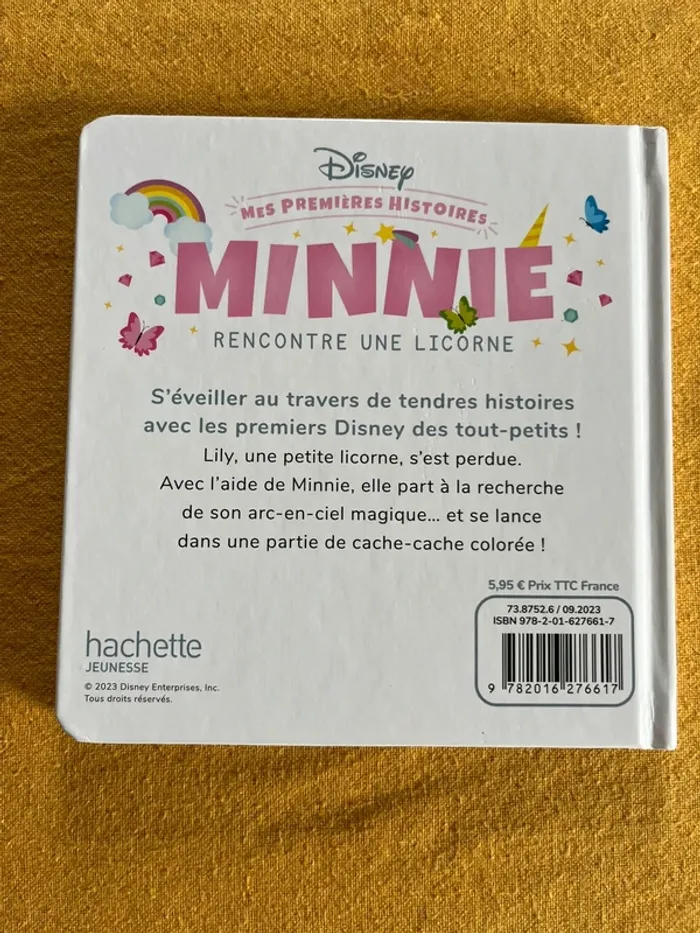 Disney
MES PREMIÈRES HISTOIRES
MINNIE
RENCONTRE UNE LICORNE
S'éveiller au travers de tendres histoires
avec les premiers Disney des tout-petits !
Lily, une petite licorne, s'est perdue.
Avec l'aide de Minnie, elle part à la recherche
de son arc-en-ciel magique... et se lance
dans une partie de cache-cache colorée !
5,95 € Prix TTC France
73.8752.6 / 09.2023
ISBN 978-2-01-627661-7
9 782016 276617
hachette
JEUNESSE
© 2023 Disney Enterprises, Inc.
Tous droits réservés.